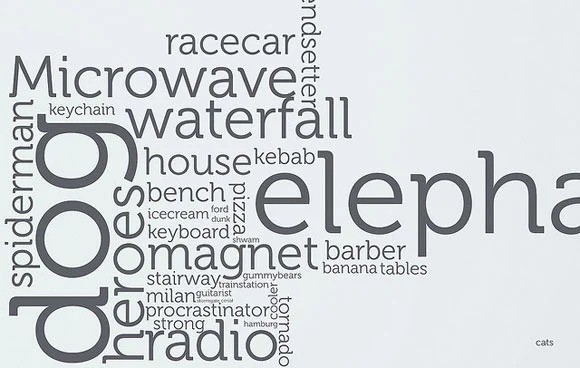 endsetter
racecar
Microwave
keychain
waterfall
spiderman
dog
house
kebab
elepha
bench
pizza
icecream
ford
dunk
heroes
keyboard
shwam
magnet
barber
banana
tables
stairway
gummybears
trainstation
milan
guitarist
cooler
procrastinator
tornado
strong
hamburg
radio
cats